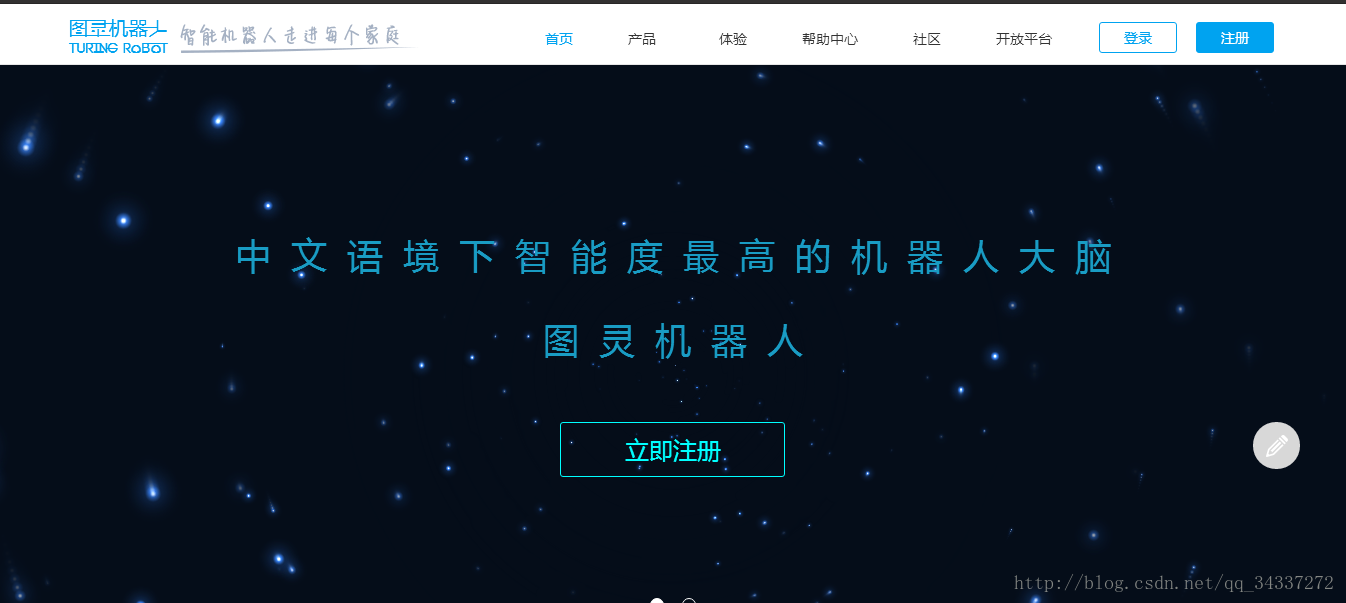 图灵机器人 智能机器人走进每个家庭
TURING ROBOT
首页 产品 体验 帮助中心 社区 开放平台 登录 注册
中文语境下智能度最高的机器人大脑
图灵机器人
立即注册
http://blog.csdn.net/qq_34337272